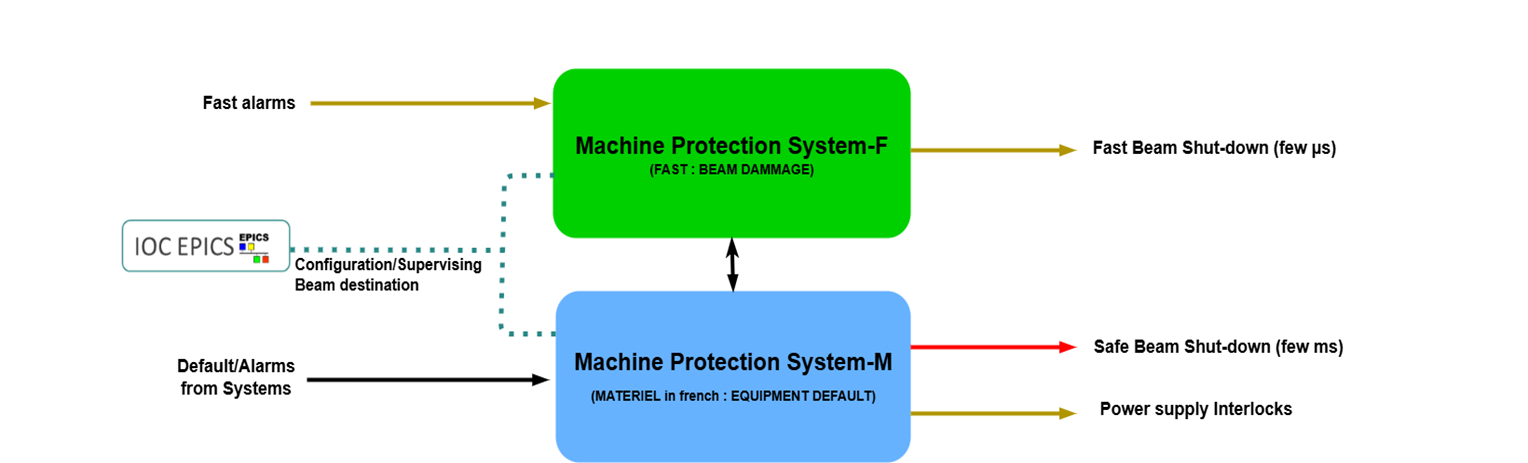 Fast alarms
Machine Protection System-F
(FAST : BEAM DAMMAGE)
Fast Beam Shut-down (few µs)
IOC EPICS
EPICS
Configuration/Supervising
Beam destination
Default/Alarms
from Systems
Machine Protection System-M
(MATERIEL in french : EQUIPMENT DEFAULT)
Safe Beam Shut-down (few ms)
Power supply Interlocks